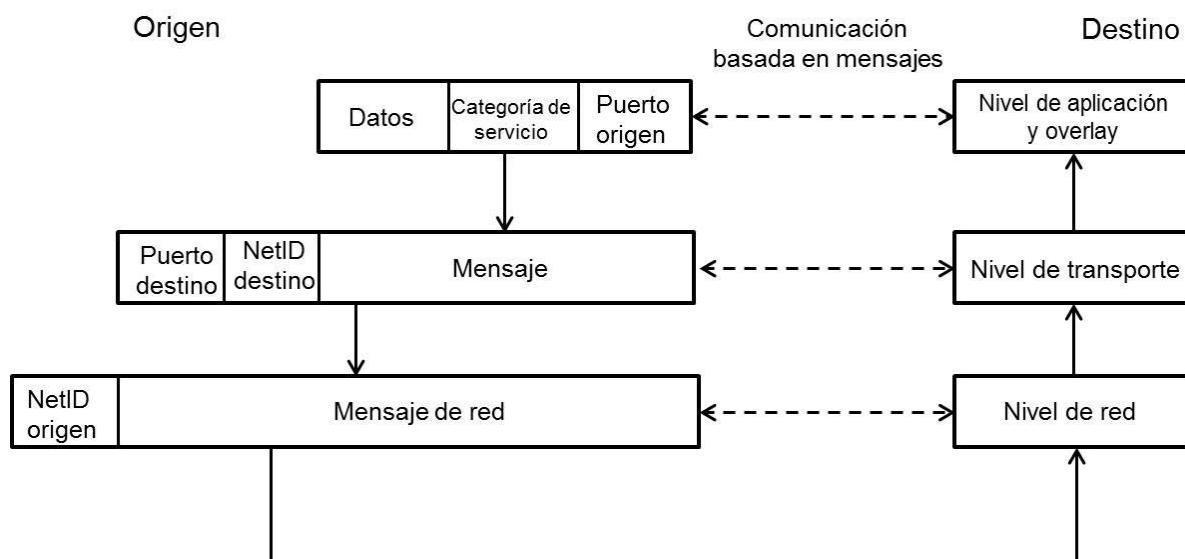 Origen
Comunicación
basada en mensajes
Destino
Datos
Categoría de
servicio
Puerto
origen
Nivel de aplicación
y overlay
Puerto
destino
NetID
destino
Mensaje
Nivel de transporte
NetID
origen
Mensaje de red
Nivel de red